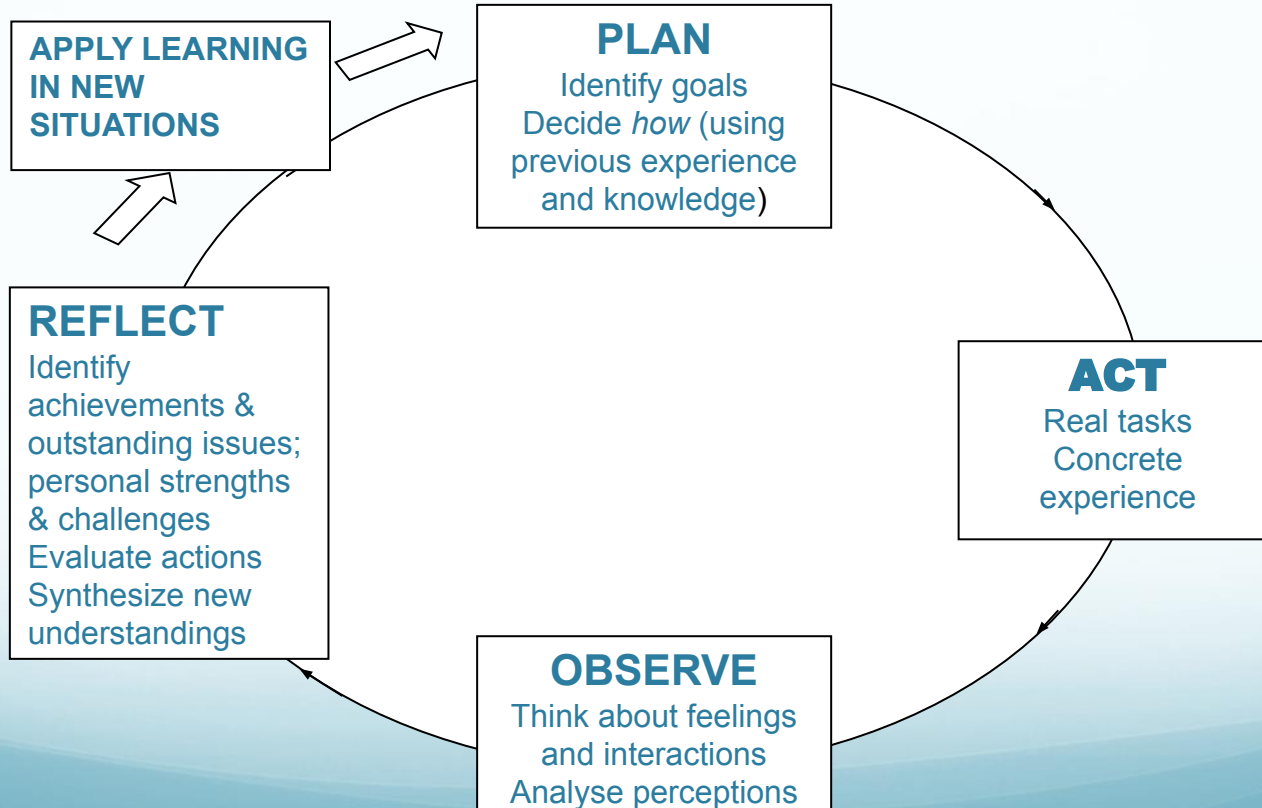 APPLY LEARNING
IN NEW
SITUATIONS
PLAN
Identify goals
Decide how (using
previous experience
and knowledge)
ACT
Real tasks
Concrete
experience
OBSERVE
Think about feelings
and interactions
Analyse perceptions
REFLECT
Identify
achievements &
outstanding issues;
personal strengths
& challenges
Evaluate actions
Synthesize new
understandings